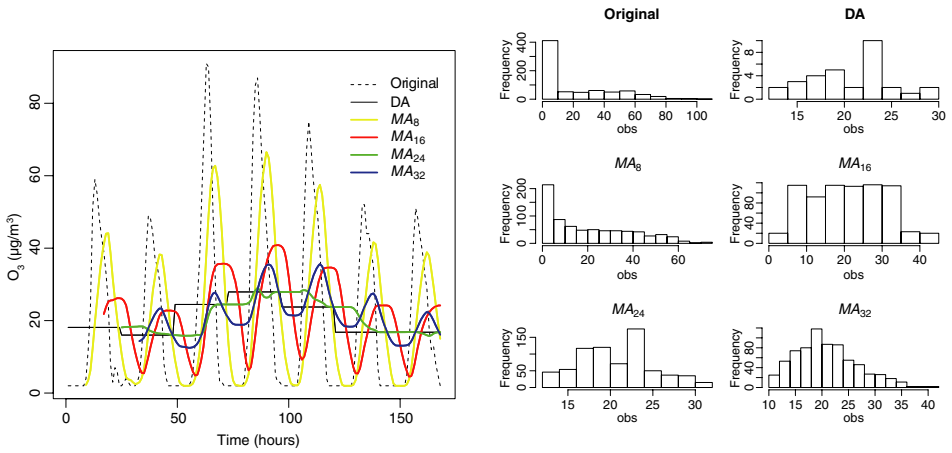 O₃ (µg/m³)
0 20 40 60 80
0 50 100 150
Time (hours)
Original
DA
MA₈
MA₁₆
MA₂₄
MA₃₂
Original
Frequency
0 200 400
0 20 40 60 80 100
obs
DA
Frequency
0 4 8
15 20 25 30
obs
MA₈
Frequency
0 100 200
0 20 40 60
obs
MA₁₆
Frequency
0 40 80
0 10 20 30 40
obs
MA₂₄
Frequency
0 50 150
15 20 25 30
obs
MA₃₂
Frequency
0 40 80
10 15 20 25 30 35 40
obs